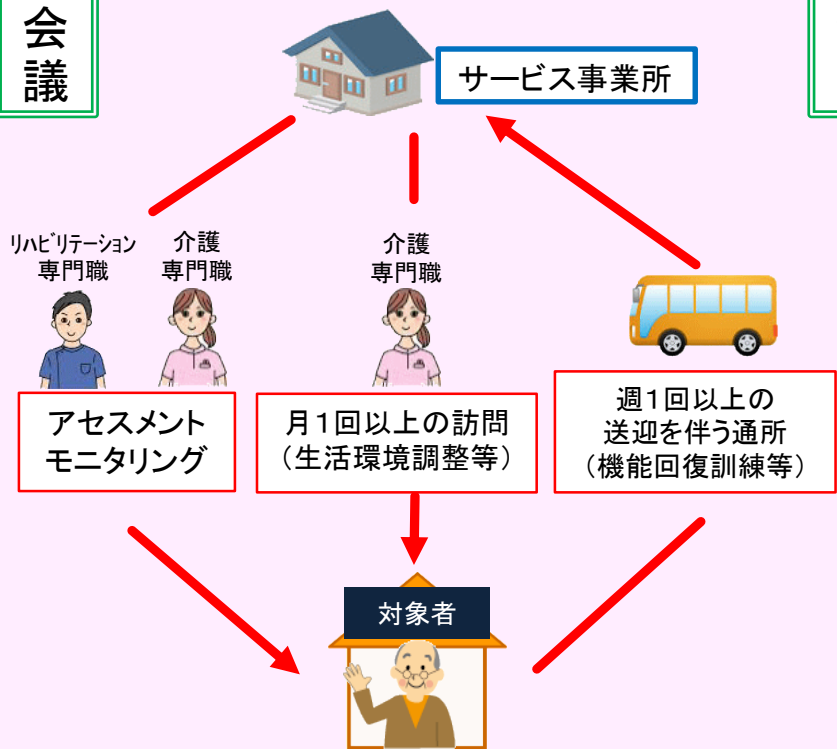 会
議
サービス事業所
リハビリテーション
専門職
介護
専門職
介護
専門職
アセスメント
モニタリング
月１回以上の訪問
（生活環境調整等）
週１回以上の
送迎を伴う通所
（機能回復訓練等）
対象者